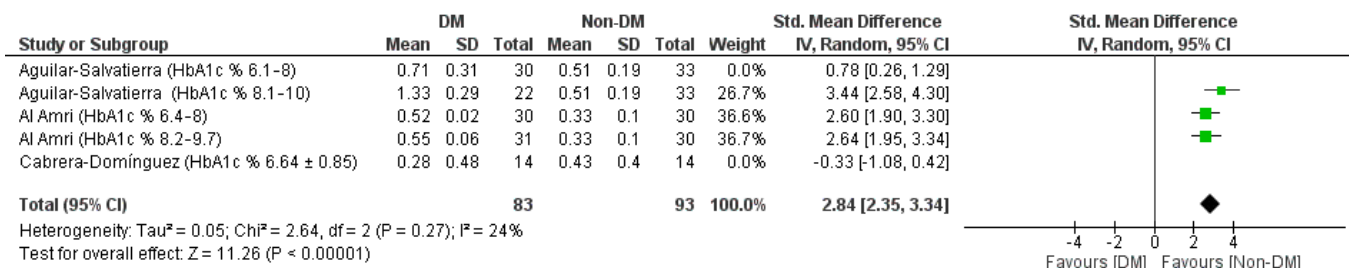 DM Non-DM Std. Mean Difference Std. Mean Difference
Study or Subgroup Mean SD Total Mean SD Total Weight IV, Random, 95% CI IV, Random, 95% CI
Aguilar-Salvatierra (HbA1c % 6.1-8) 0.71 0.31 30 0.51 0.19 33 0.0% 0.78 [0.26, 1.29]
Aguilar-Salvatierra (HbA1c % 8.1-10) 1.33 0.29 22 0.51 0.19 33 26.7% 3.44 [2.58, 4.30]
Al Amri (HbA1c % 6.4-8) 0.52 0.02 30 0.33 0.1 30 36.6% 2.60 [1.90, 3.30]
Al Amri (HbA1c % 8.2-9.7) 0.55 0.06 31 0.33 0.1 30 36.7% 2.64 [1.95, 3.34]
Cabrera-Domínguez (HbA1c % 6.64 ± 0.85) 0.28 0.48 14 0.43 0.4 14 0.0% -0.33 [-1.08, 0.42]
Total (95% CI) 83 93 100.0% 2.84 [2.35, 3.34]
Heterogeneity: Tau² = 0.05; Chi² = 2.64, df = 2 (P = 0.27); I² = 24%
Test for overall effect: Z = 11.26 (P < 0.00001)
-4 -2 0 2 4
Favours [DM] Favours [Non-DM]